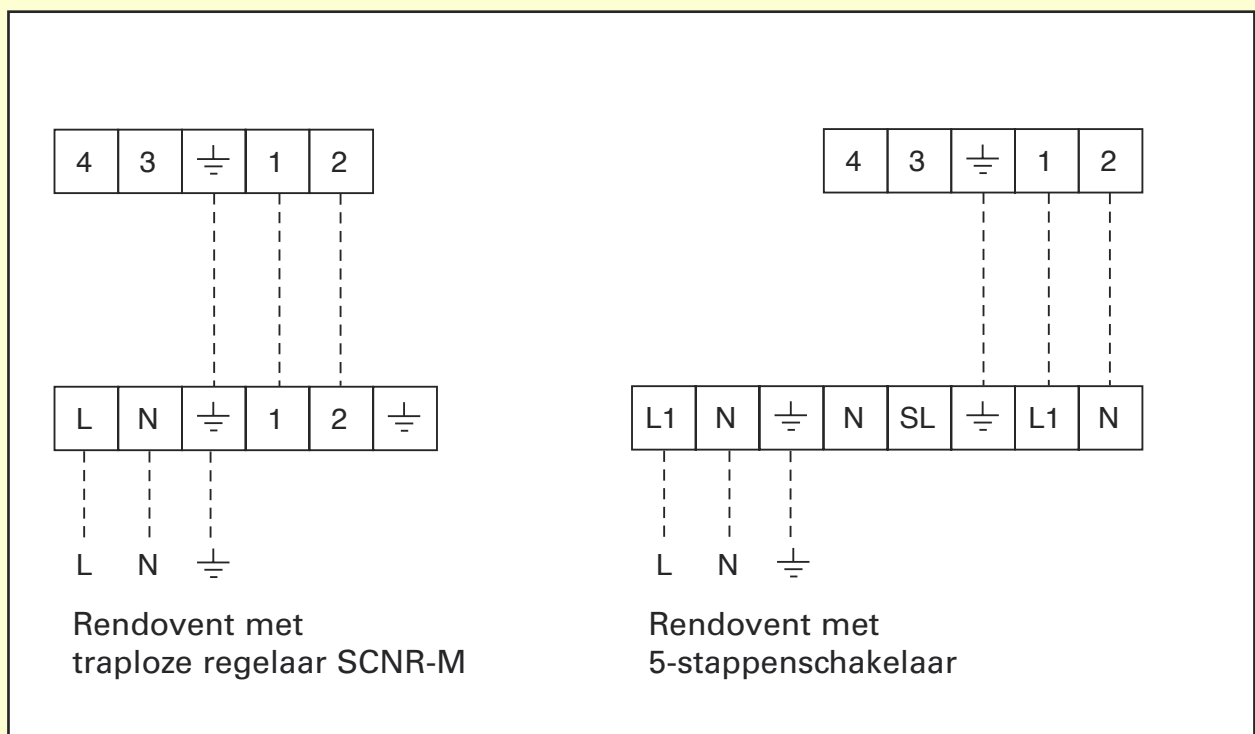 4 3 ⏚ 1 2
L N ⏚ 1 2 ⏚
L N ⏚
Rendovent met
traploze regelaar SCNR-M
4 3 ⏚ 1 2
L1 N ⏚ N SL ⏚ L1 N
L N ⏚
Rendovent met
5-stappenschakelaar